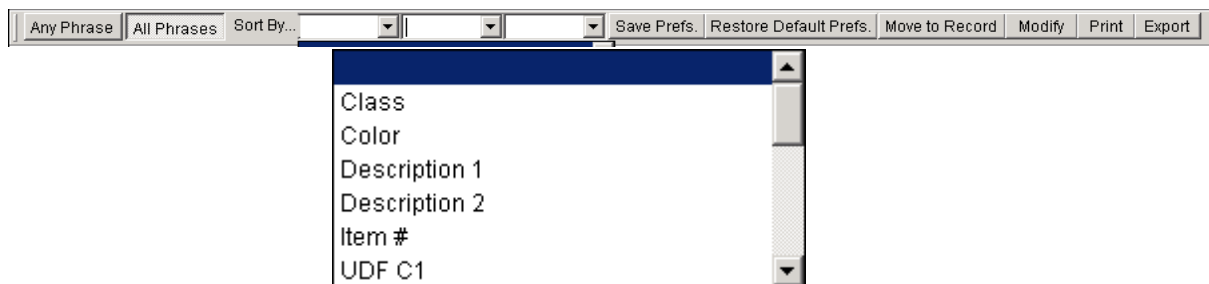 Any Phrase All Phrases Sort By... Save Prefs. Restore Default Prefs. Move to Record Modify Print Export
Class
Color
Description 1
Description 2
Item #
UDF C1